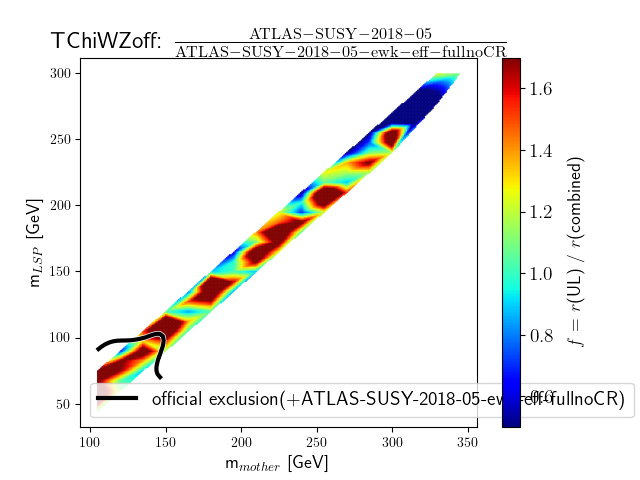 TChiWZoff: ATLAS−SUSY−2018−05
ATLAS−SUSY−2018−05−ewk−eff−fullnoCR
300
250
200
150
100
50
m_LSP [GeV]
100 150 200 250 300 350
m_mother [GeV]
official exclusion(+ATLAS-SUSY-2018-05-ewk-eff-fullnoCR)
1.6
1.4
1.2
1.0
0.8
0.6
f = r(UL) / r(combined)